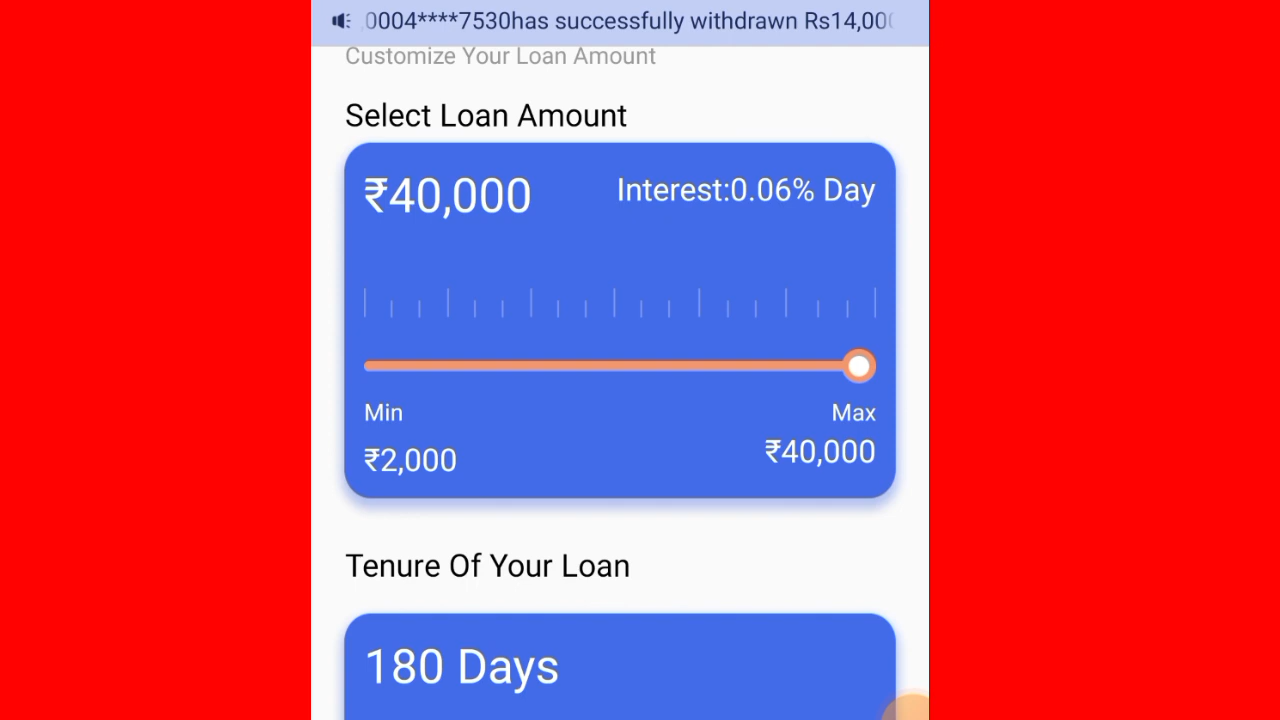 0004****7530has successfully withdrawn Rs14,00
Customize Your Loan Amount
Select Loan Amount
₹40,000 Interest:0.06% Day
Min Max
₹2,000 ₹40,000
Tenure Of Your Loan
180 Days